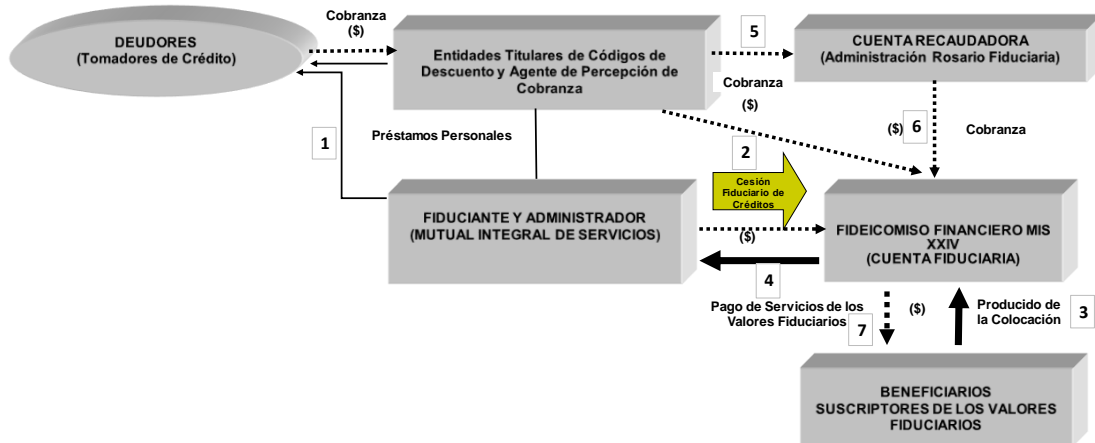 DEUDORES
(Tomadores de Crédito)
Cobranza
($)
Entidades Titulares de Códigos de
Descuento y Agente de Percepción de
Cobranza
5
CUENTA RECAUDADORA
(Administración Rosario Fiduciaria)
Cobranza
($)
1
Préstamos Personales
2
($)
6
Cobranza
Cesión
Fiduciario de
Créditos
FIDUCIANTE Y ADMINISTRADOR
(MUTUAL INTEGRAL DE SERVICIOS)
($)
FIDEICOMISO FINANCIERO MIS
XXIV
(CUENTA FIDUCIARIA)
4
Pago de Servicios de los
Valores Fiduciarios
7
($)
Producido de
la Colocación
3
BENEFICIARIOS
SUSCRIPTORES DE LOS VALORES
FIDUCIARIOS